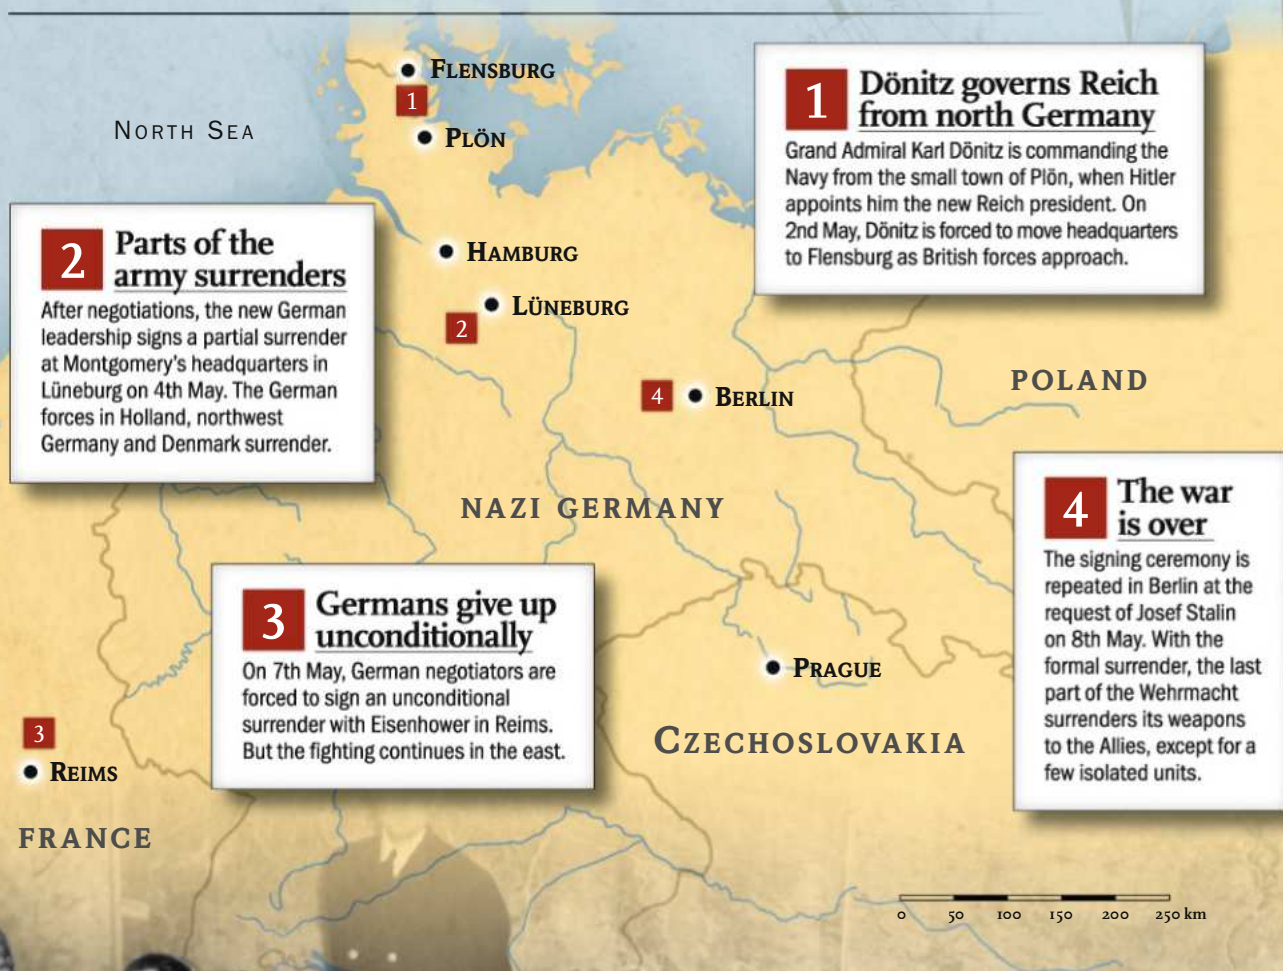 FLENSBURG
1
PLÖN
NORTH SEA
HAMBURG
LÜNEBURG
2
4
BERLIN
POLAND
NAZI GERMANY
PRAGUE
CZECHOSLOVAKIA
3
REIMS
FRANCE
1
Dönitz governs Reich
from north Germany
Grand Admiral Karl Dönitz is commanding the
Navy from the small town of Plön, when Hitler
appoints him the new Reich president. On
2nd May, Dönitz is forced to move headquarters
to Flensburg as British forces approach.
2
Parts of the
army surrenders
After negotiations, the new German
leadership signs a partial surrender
at Montgomery's headquarters in
Lüneburg on 4th May. The German
forces in Holland, northwest
Germany and Denmark surrender.
3
Germans give up
unconditionally
On 7th May, German negotiators are
forced to sign an unconditional
surrender with Eisenhower in Reims.
But the fighting continues in the east.
4
The war
is over
The signing ceremony is
repeated in Berlin at the
request of Josef Stalin
on 8th May. With the
formal surrender, the last
part of the Wehrmacht
surrenders its weapons
to the Allies, except for a
few isolated units.
0 50 100 150 200 250 km